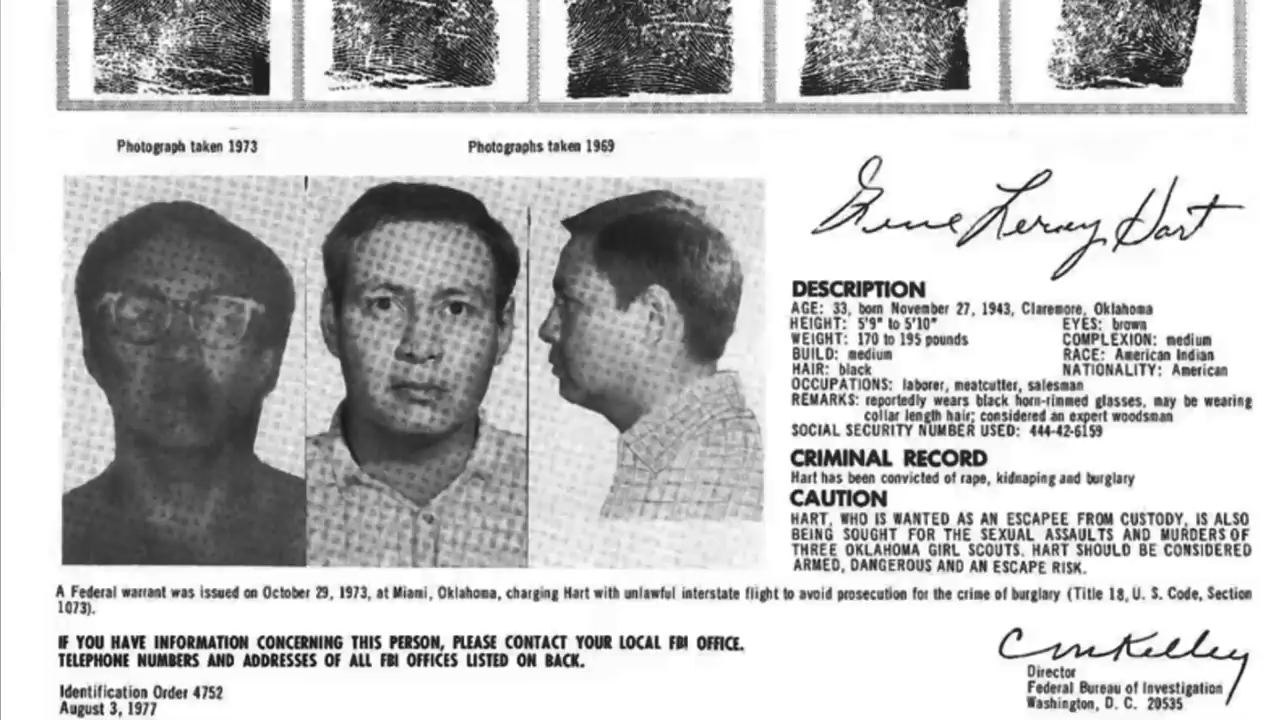 Photograph taken 1973
Photographs taken 1969
Gene Leroy Hart
DESCRIPTION
AGE: 33, born November 27, 1943, Claremore, Oklahoma
HEIGHT: 5'9" to 5'10" EYES: brown
WEIGHT: 170 to 195 pounds COMPLEXION: medium
BUILD: medium RACE: American Indian
HAIR: black NATIONALITY: American
OCCUPATIONS: laborer, meatcutter, salesman
REMARKS: reportedly wears black horn-rimmed glasses, may be wearing
collar length hair; considered an expert woodsman
SOCIAL SECURITY NUMBER USED: 444-42-6159
CRIMINAL RECORD
Hart has been convicted of rape, kidnaping and burglary
CAUTION
HART, WHO IS WANTED AS AN ESCAPEE FROM CUSTODY, IS ALSO
BEING SOUGHT FOR THE SEXUAL ASSAULTS AND MURDERS OF
THREE OKLAHOMA GIRL SCOUTS. HART SHOULD BE CONSIDERED
ARMED, DANGEROUS AND AN ESCAPE RISK.
A Federal warrant was issued on October 29, 1973, at Miami, Oklahoma, charging Hart with unlawful interstate flight to avoid prosecution for the crime of burglary (Title 18, U. S. Code, Section
1073).
IF YOU HAVE INFORMATION CONCERNING THIS PERSON, PLEASE CONTACT YOUR LOCAL FBI OFFICE.
TELEPHONE NUMBERS AND ADDRESSES OF ALL FBI OFFICES LISTED ON BACK.
Identification Order 4752
August 3, 1977
CMKelley
Director
Federal Bureau of Investigation
Washington, D. C. 20535